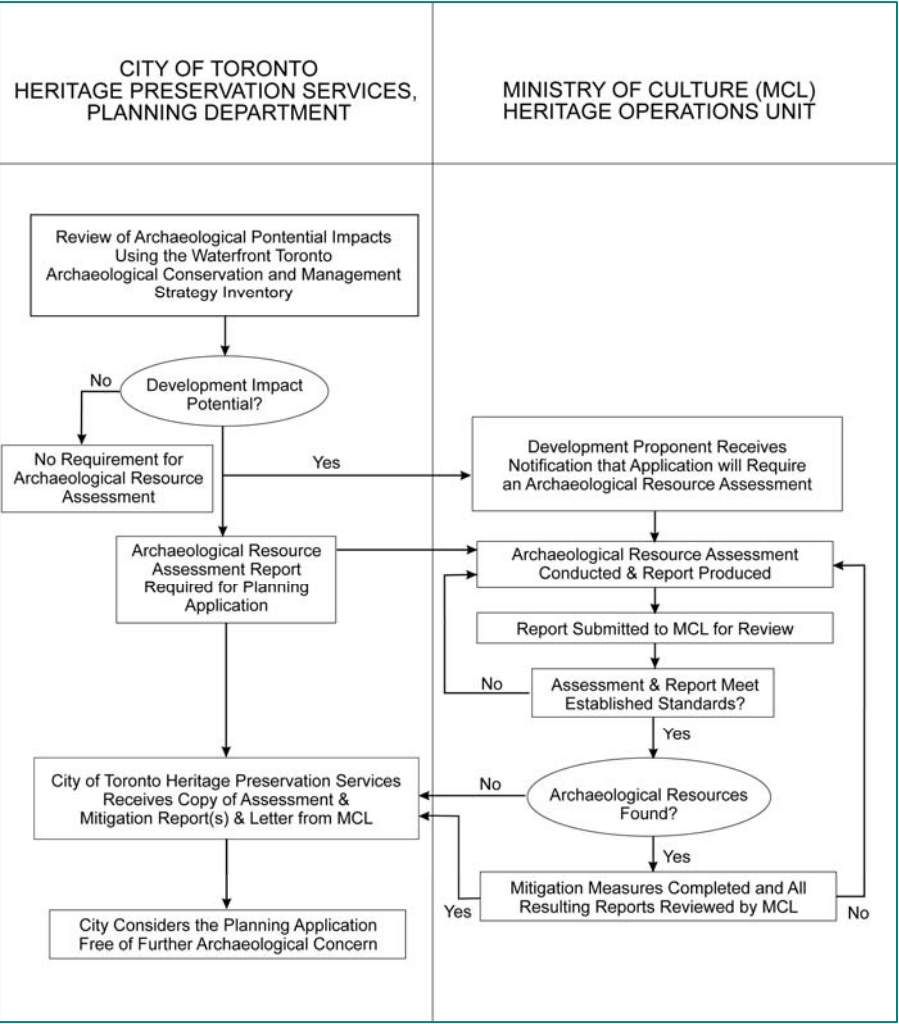 CITY OF TORONTO
HERITAGE PRESERVATION SERVICES,
PLANNING DEPARTMENT
MINISTRY OF CULTURE (MCL)
HERITAGE OPERATIONS UNIT
Review of Archaeological Pontential Impacts
Using the Waterfront Toronto
Archaeological Conservation and Management
Strategy Inventory
No
Development Impact
Potential?
No Requirement for
Archaeological Resource
Assessment
Yes
Development Proponent Receives
Notification that Application will Require
an Archaeological Resource Assessment
Archaeological Resource
Assessment Report
Required for Planning
Application
Archaeological Resource Assessment
Conducted & Report Produced
Report Submitted to MCL for Review
No
Assessment & Report Meet
Established Standards?
Yes
City of Toronto Heritage Preservation Services
Receives Copy of Assessment &
Mitigation Report(s) & Letter from MCL
No
Archaeological Resources
Found?
Yes
Mitigation Measures Completed and All
Resulting Reports Reviewed by MCL
Yes
No
City Considers the Planning Application
Free of Further Archaeological Concern